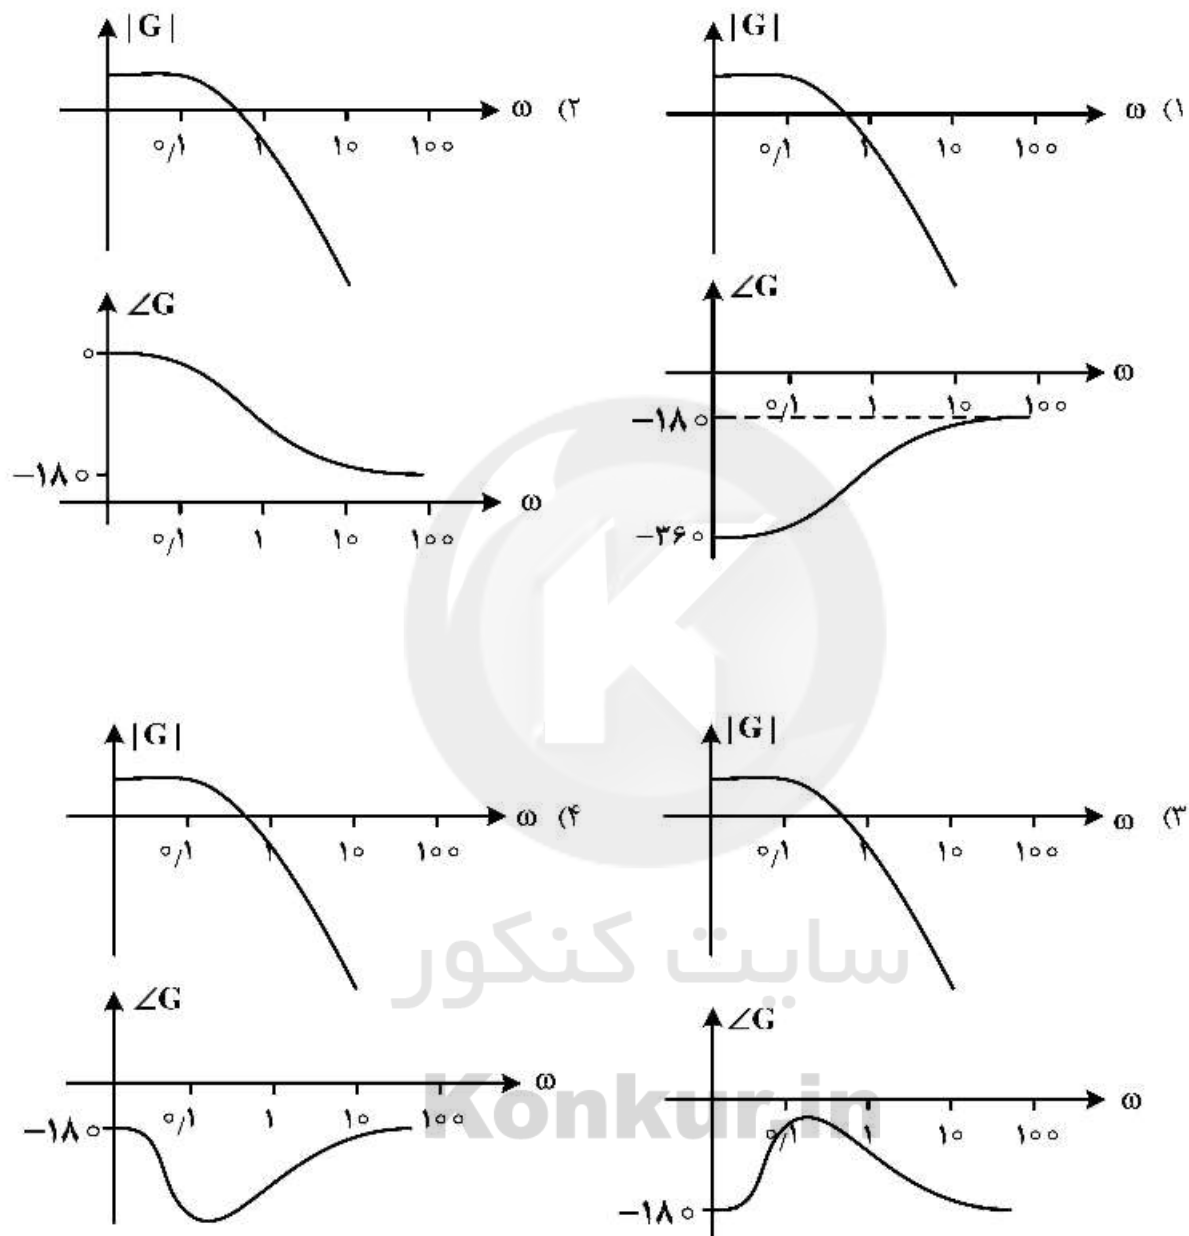 |G|
ω (۱
۰/۱ ۱ ۱۰ ۱۰۰
∠G
ω
۰/۱ ۱ ۱۰ ۱۰۰
−۱۸۰
−۳۶۰
|G|
ω (۲
۰/۱ ۱ ۱۰ ۱۰۰
∠G
۰
−۱۸۰
ω
۰/۱ ۱ ۱۰ ۱۰۰
|G|
ω (۳
۰/۱ ۱ ۱۰ ۱۰۰
∠G
ω
۰/۱ ۱ ۱۰ ۱۰۰
−۱۸۰
|G|
ω (۴
۰/۱ ۱ ۱۰ ۱۰۰
∠G
ω
−۱۸۰
۰/۱ ۱ ۱۰ ۱۰۰
سایت کنکور
Konkur.in